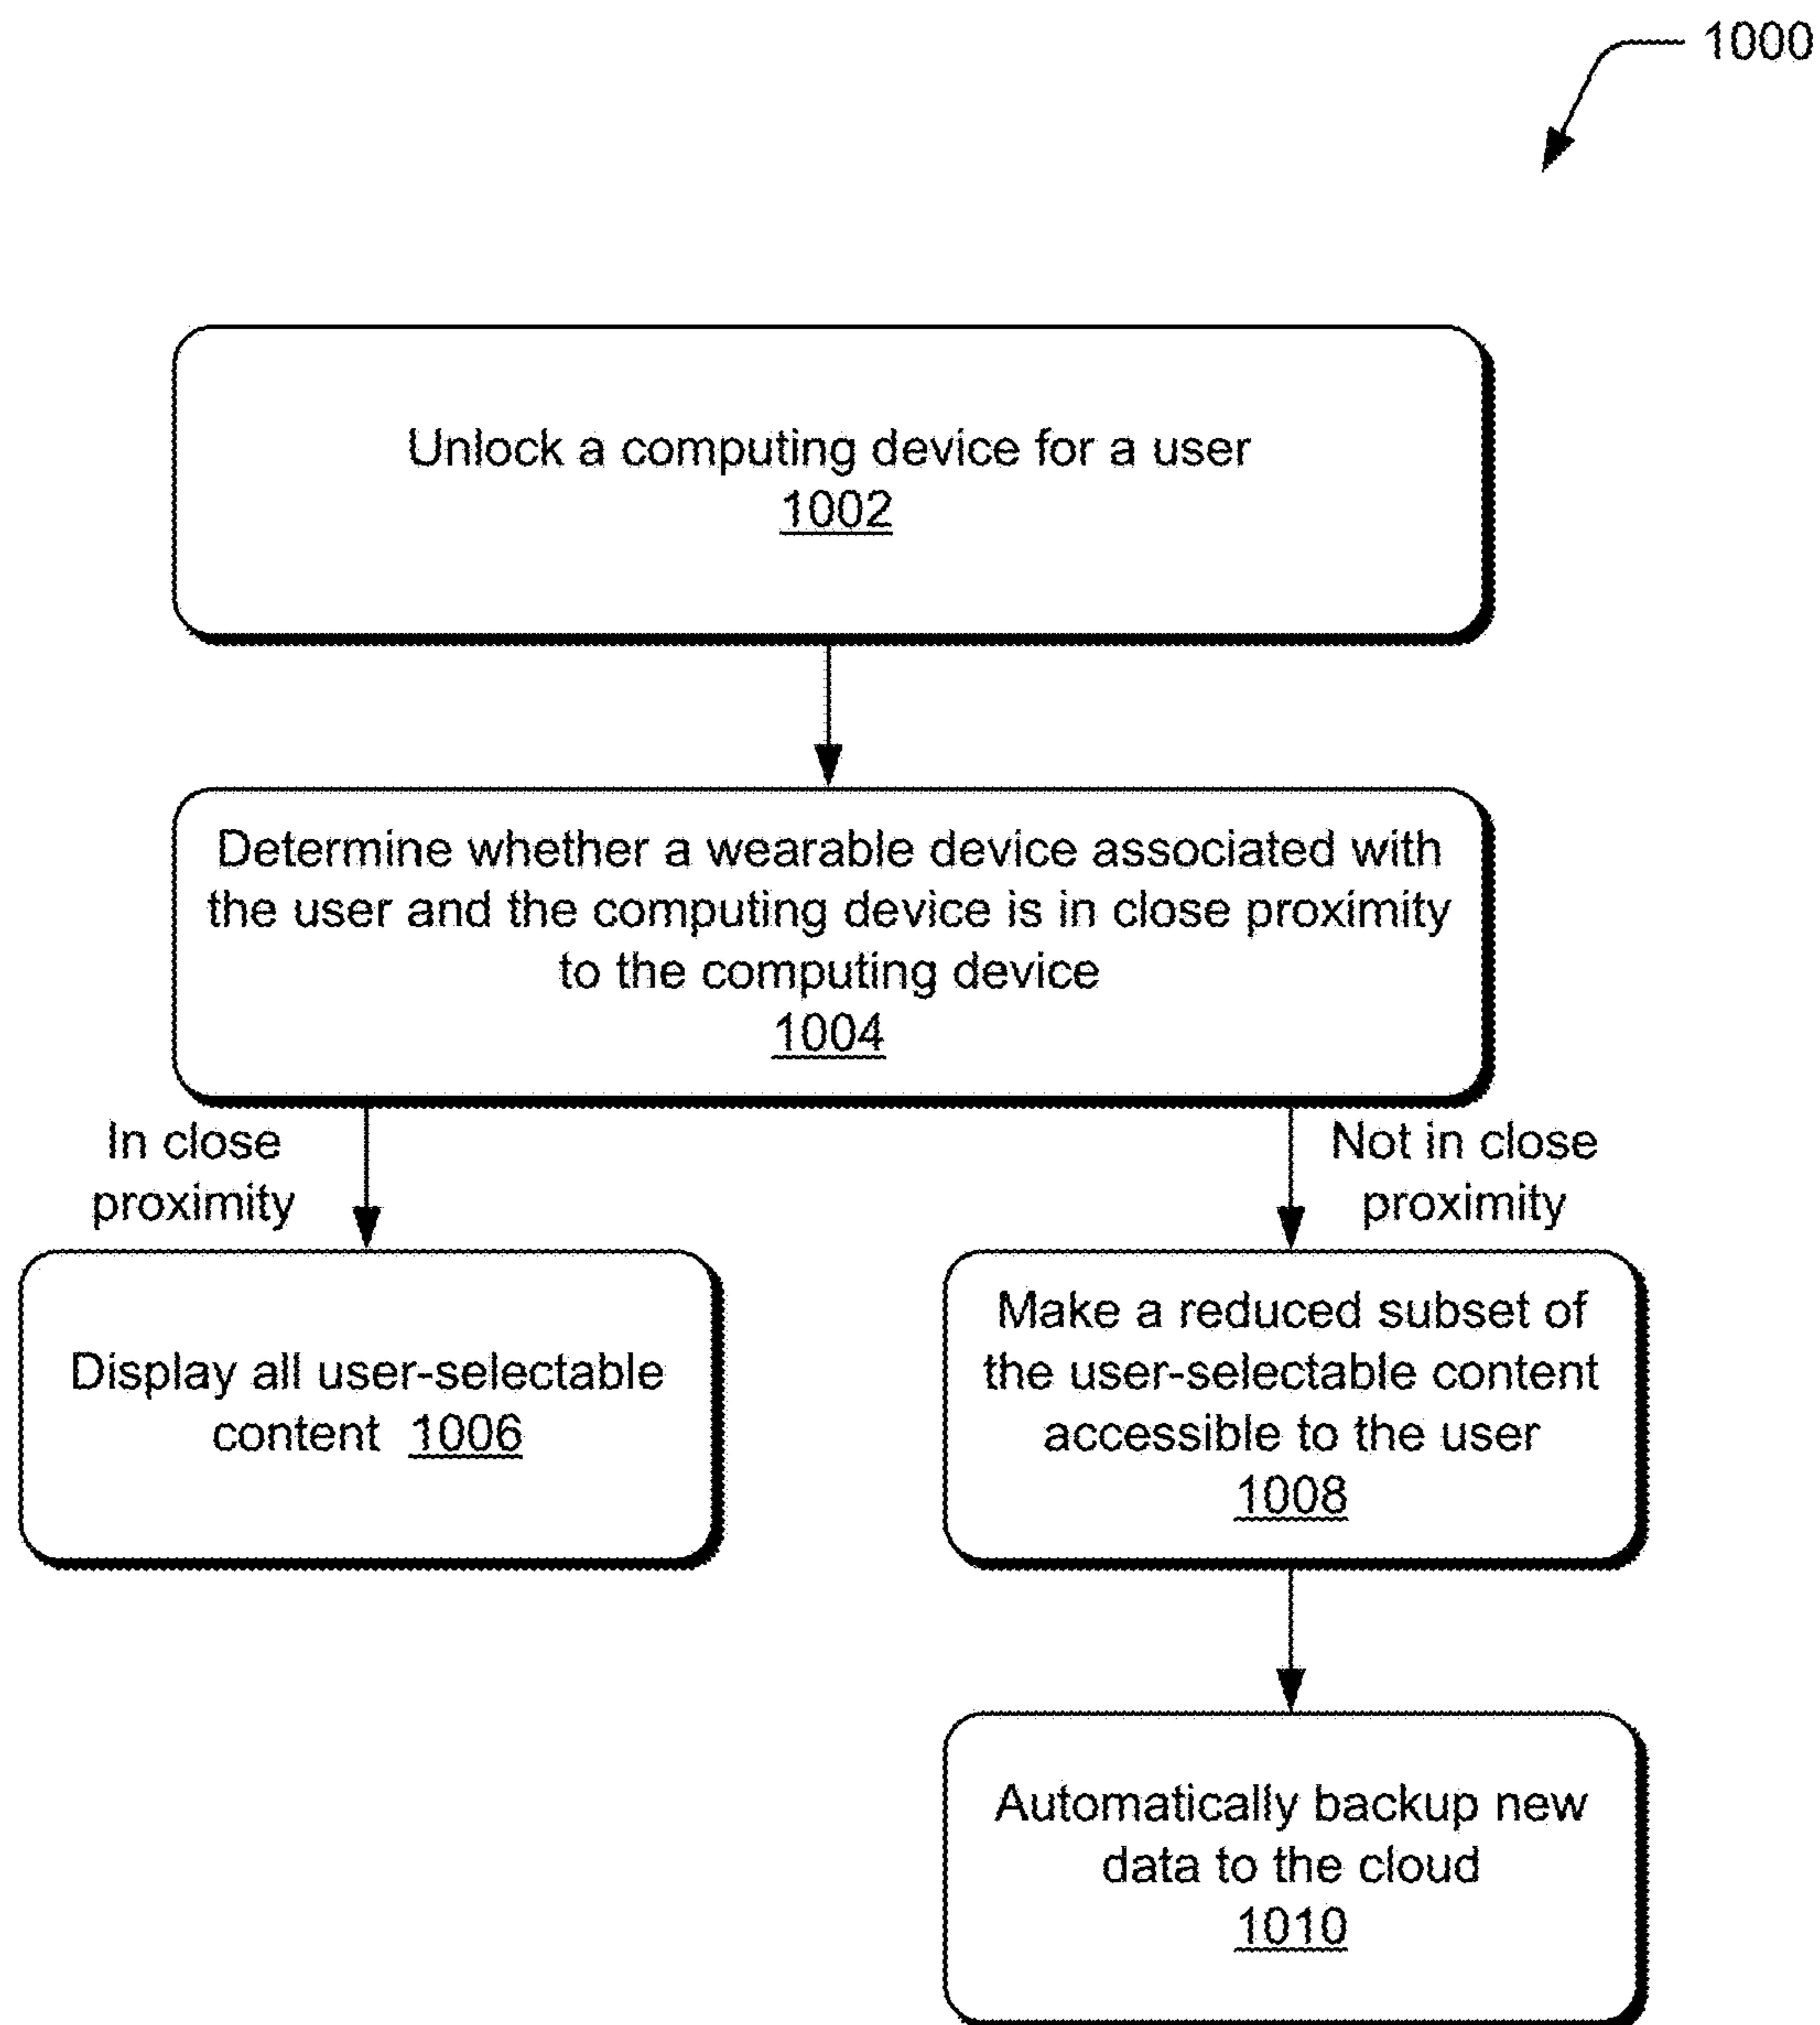 1000
Unlock a computing device for a user
1002
Determine whether a wearable device associated with
the user and the computing device is in close proximity
to the computing device
1004
In close
proximity
Not in close
proximity
Display all user-selectable
content 1006
Make a reduced subset of
the user-selectable content
accessible to the user
1008
Automatically backup new
data to the cloud
1010